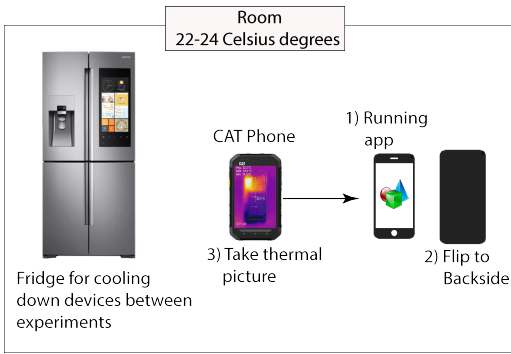 Room
22-24 Celsius degrees
1) Running
app
CAT Phone
CAT
3) Take thermal
picture
2) Flip to
Backside
Fridge for cooling
down devices between
experiments